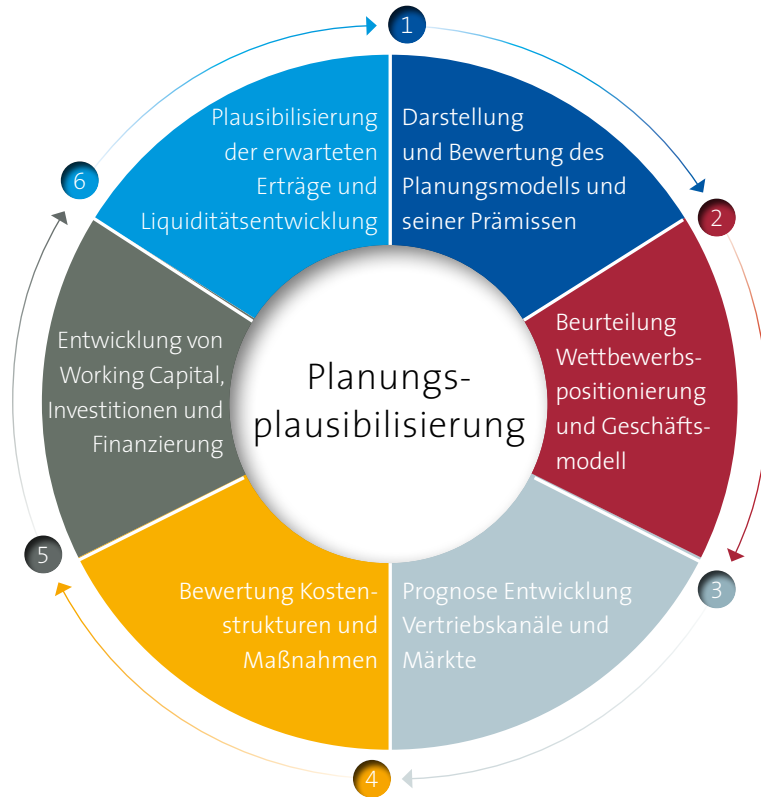 1
Darstellung
und Bewertung des
Planungsmodells und
seiner Prämissen
2
Beurteilung
Wettbewerbs-
positionierung
und Geschäfts-
modell
3
Prognose Entwicklung
Vertriebskanäle und
Märkte
4
Bewertung Kosten-
strukturen und
Maßnahmen
5
Entwicklung von
Working Capital,
Investitionen und
Finanzierung
6
Plausibilisierung
der erwarteten
Erträge und
Liquiditätsentwicklung
Planungs-
plausibilisierung